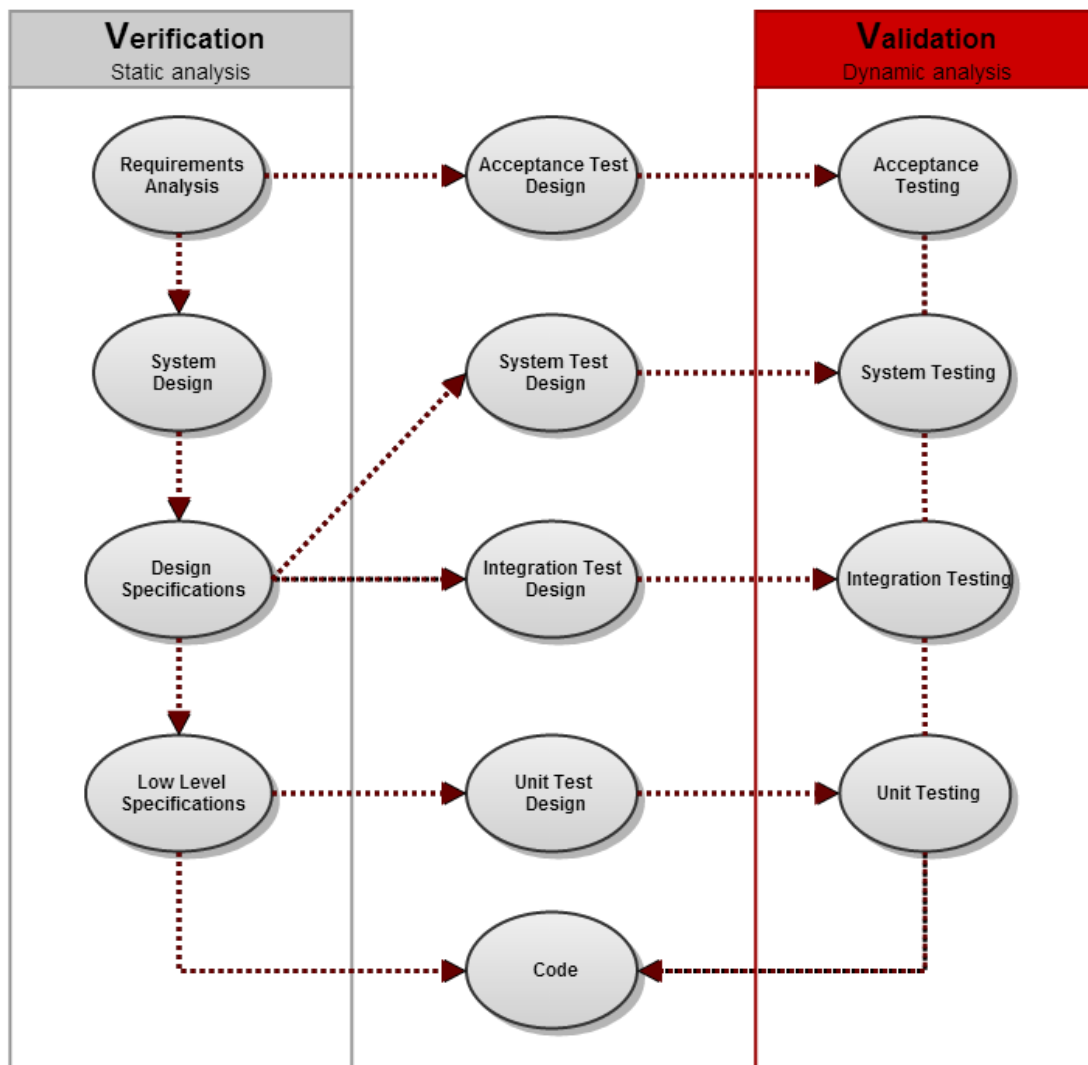 Verification
Static analysis
Validation
Dynamic analysis
Requirements
Analysis
Acceptance Test
Design
Acceptance
Testing
System
Design
System Test
Design
System Testing
Design
Specifications
Integration Test
Design
Integration Testing
Low Level
Specifications
Unit Test
Design
Unit Testing
Code